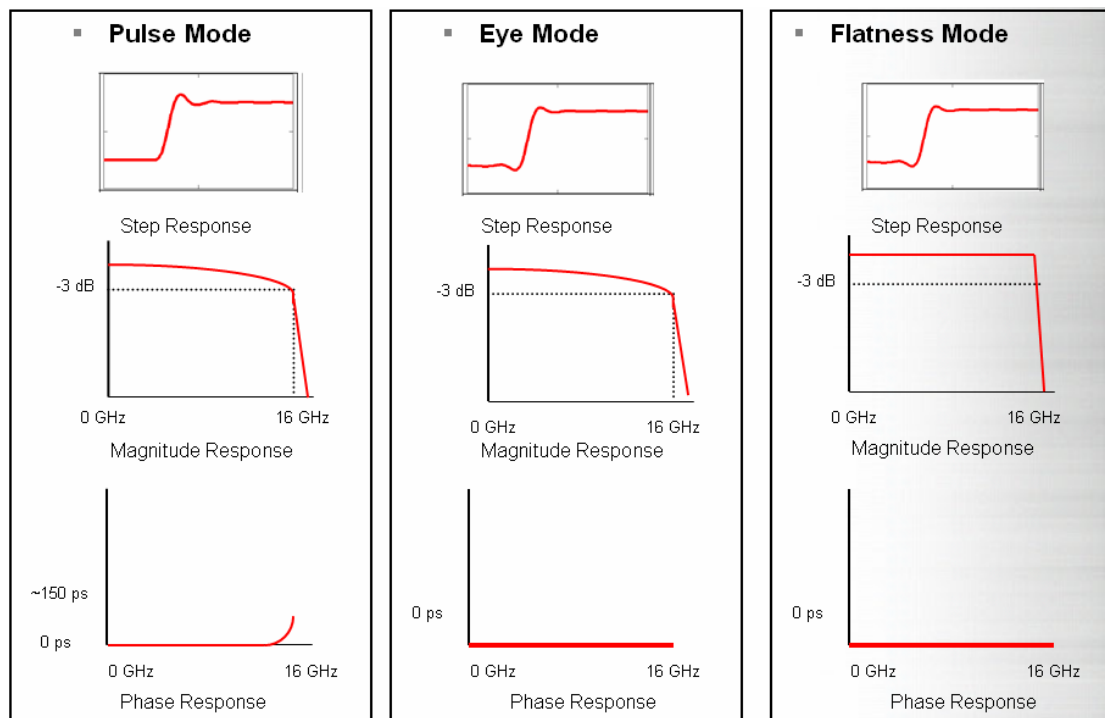 ▪ Pulse Mode
Step Response
-3 dB
0 GHz 16 GHz
Magnitude Response
~150 ps
0 ps
0 GHz 16 GHz
Phase Response
▪ Eye Mode
Step Response
-3 dB
0 GHz 16 GHz
Magnitude Response
0 ps
0 GHz 16 GHz
Phase Response
▪ Flatness Mode
Step Response
-3 dB
0 GHz 16 GHz
Magnitude Response
0 ps
0 GHz 16 GHz
Phase Response